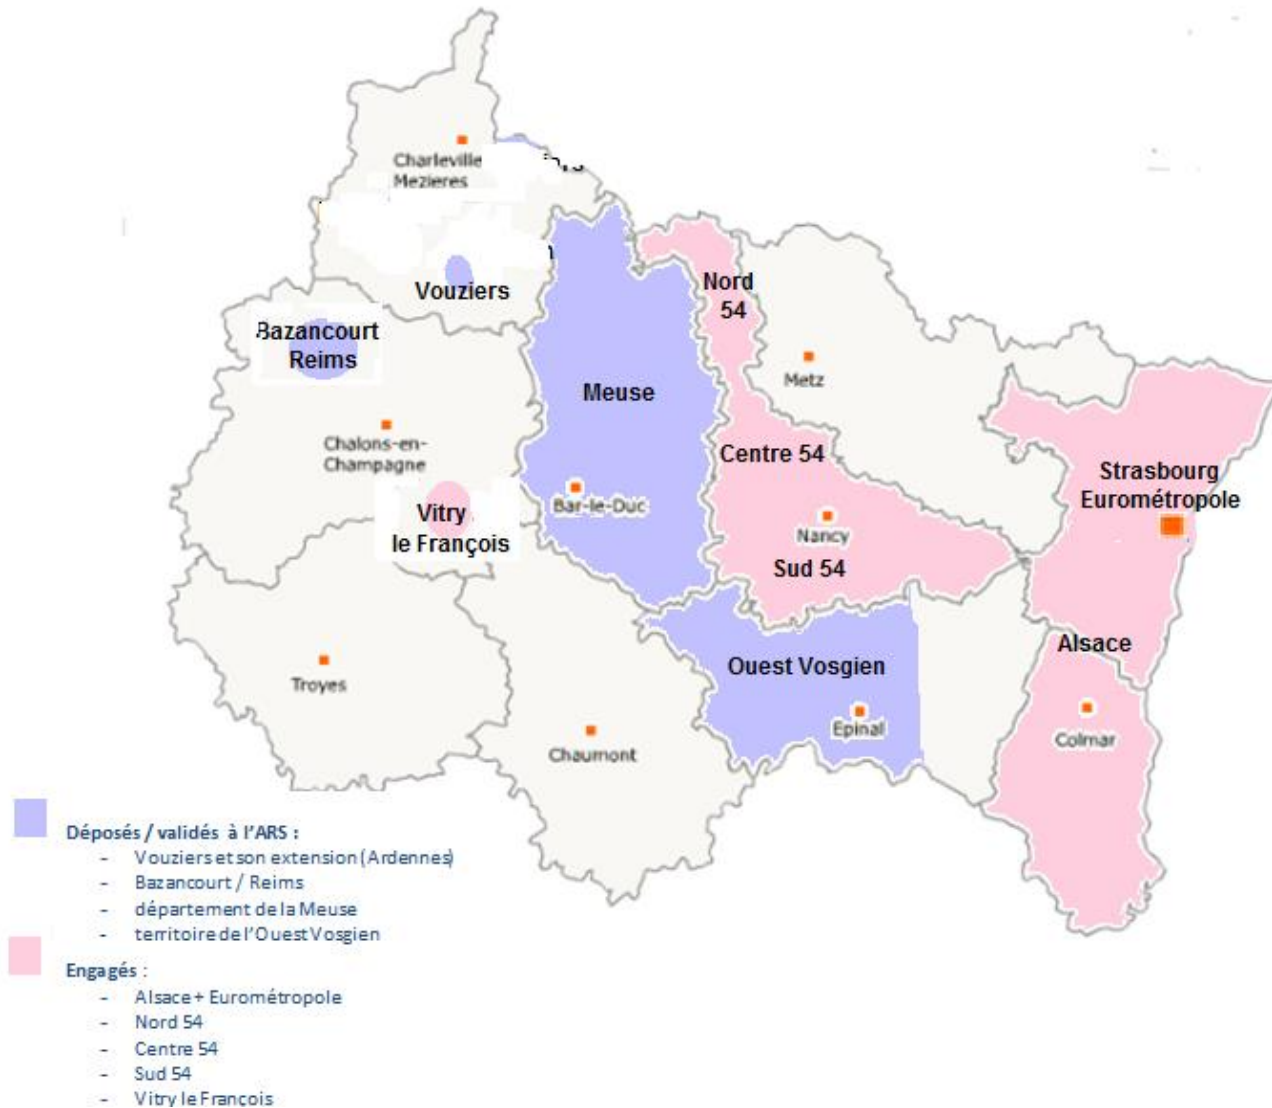 Charleville
Mezieres
Vouziers
Bazancourt
Reims
Nord
54
Meuse
Metz
Chalons-en-
Champagne
Centre 54
Strasbourg
Eurométropole
Vitry
le François
Bar-le-Duc
Nancy
Sud 54
Alsace
Ouest Vosgien
Troyes
Epinal
Colmar
Chaumont
Déposés / validés à l'ARS :
- Vouziers et son extension (Ardennes)
- Bazancourt / Reims
- département de la Meuse
- territoire de l'Ouest Vosgien
Engagés :
- Alsace + Eurométropole
- Nord 54
- Centre 54
- Sud 54
- Vitry le François